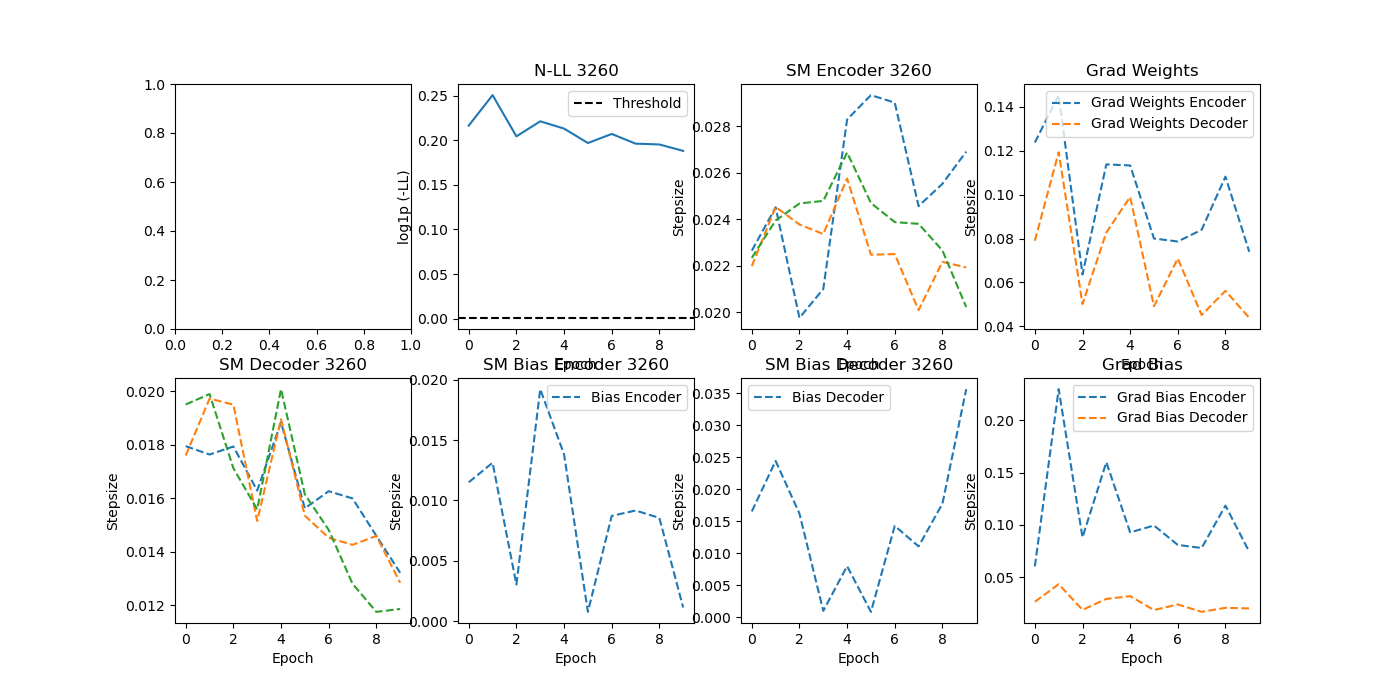 1.0
0.8
0.6
0.4
0.2
0.0
0.0 0.2 0.4 0.6 0.8 1.0
N-LL 3260
Threshold
log1p (-LL)
0.25
0.20
0.15
0.10
0.05
0.00
0 2 4 6 8
Epoch
SM Encoder 3260
Stepsize
0.028
0.026
0.024
0.022
0.020
0 2 4 6 8
Epoch
Grad Weights
Grad Weights Encoder
Grad Weights Decoder
Stepsize
0.14
0.12
0.10
0.08
0.06
0.04
0 2 4 6 8
Epoch
SM Decoder 3260
Stepsize
0.020
0.018
0.016
0.014
0.012
0 2 4 6 8
Epoch
SM Bias Encoder 3260
Bias Encoder
Stepsize
0.020
0.015
0.010
0.005
0.000
0 2 4 6 8
Epoch
SM Bias Decoder 3260
Bias Decoder
Stepsize
0.035
0.030
0.025
0.020
0.015
0.010
0.005
0.000
0 2 4 6 8
Epoch
Grad Bias
Grad Bias Encoder
Grad Bias Decoder
Stepsize
0.20
0.15
0.10
0.05
0 2 4 6 8
Epoch